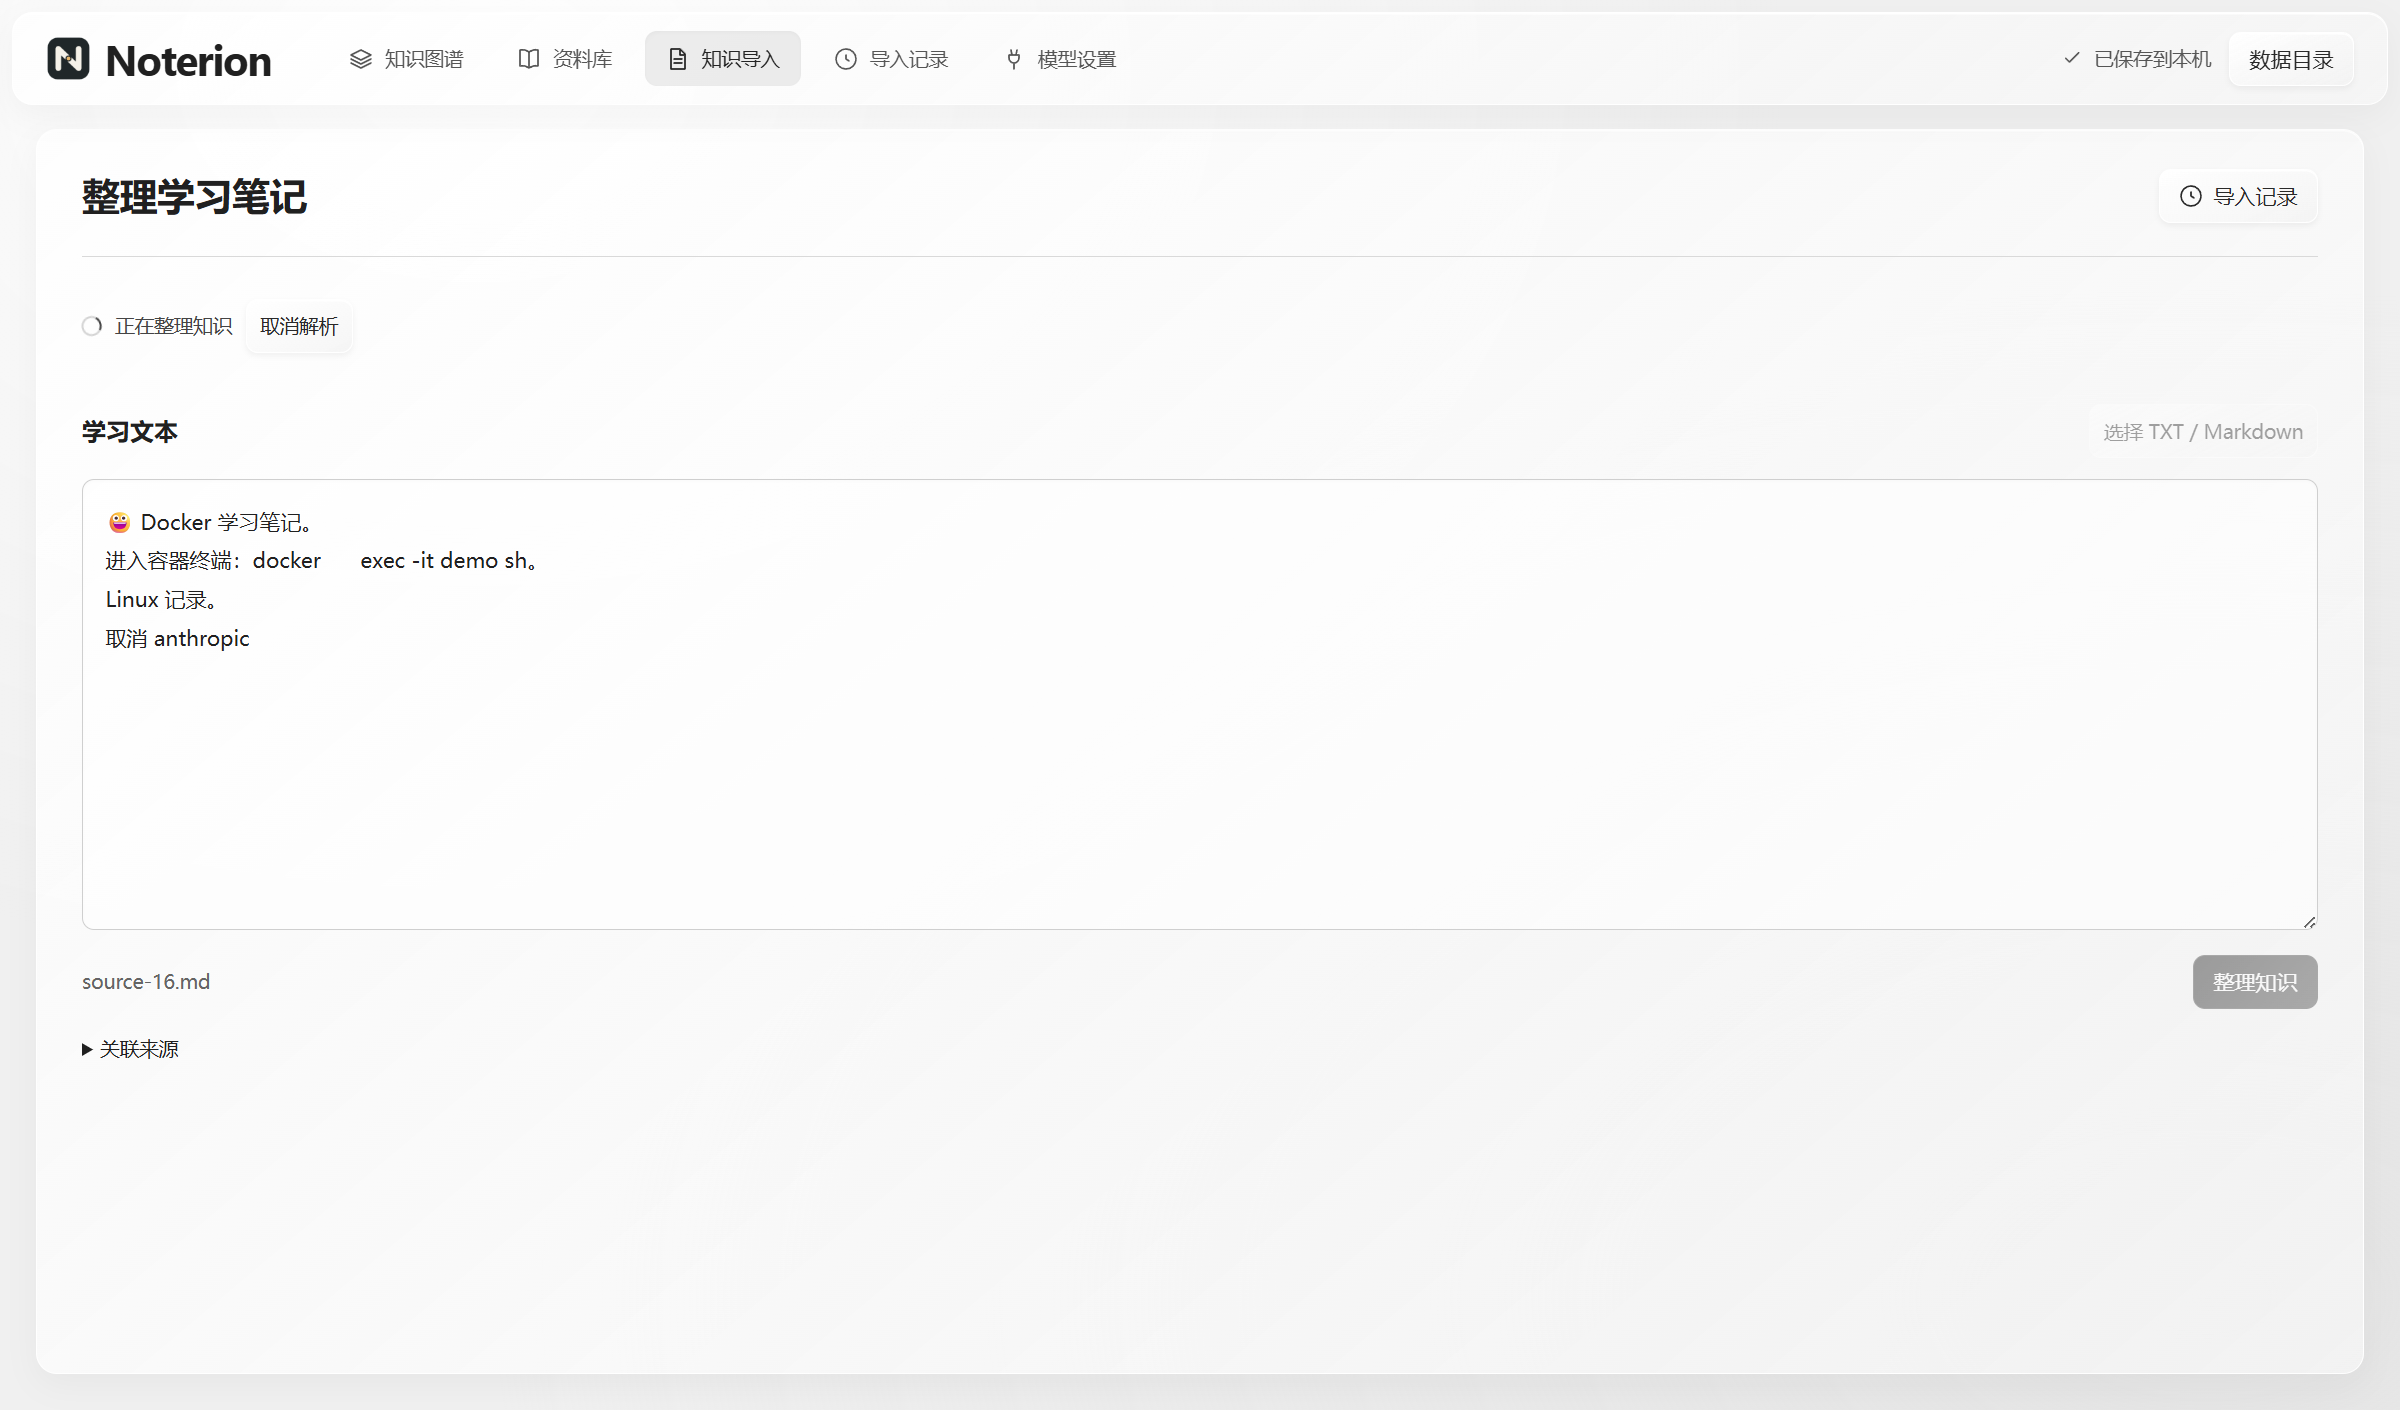 Noterion
知识图谱
资料库
知识导入
导入记录
模型设置
已保存到本机
数据目录
整理学习笔记
导入记录
正在整理知识
取消解析
学习文本
选择 TXT / Markdown
😀 Docker 学习笔记。
进入容器终端：docker      exec -it demo sh。
Linux 记录。
取消 anthropic
source-16.md
整理知识
关联来源